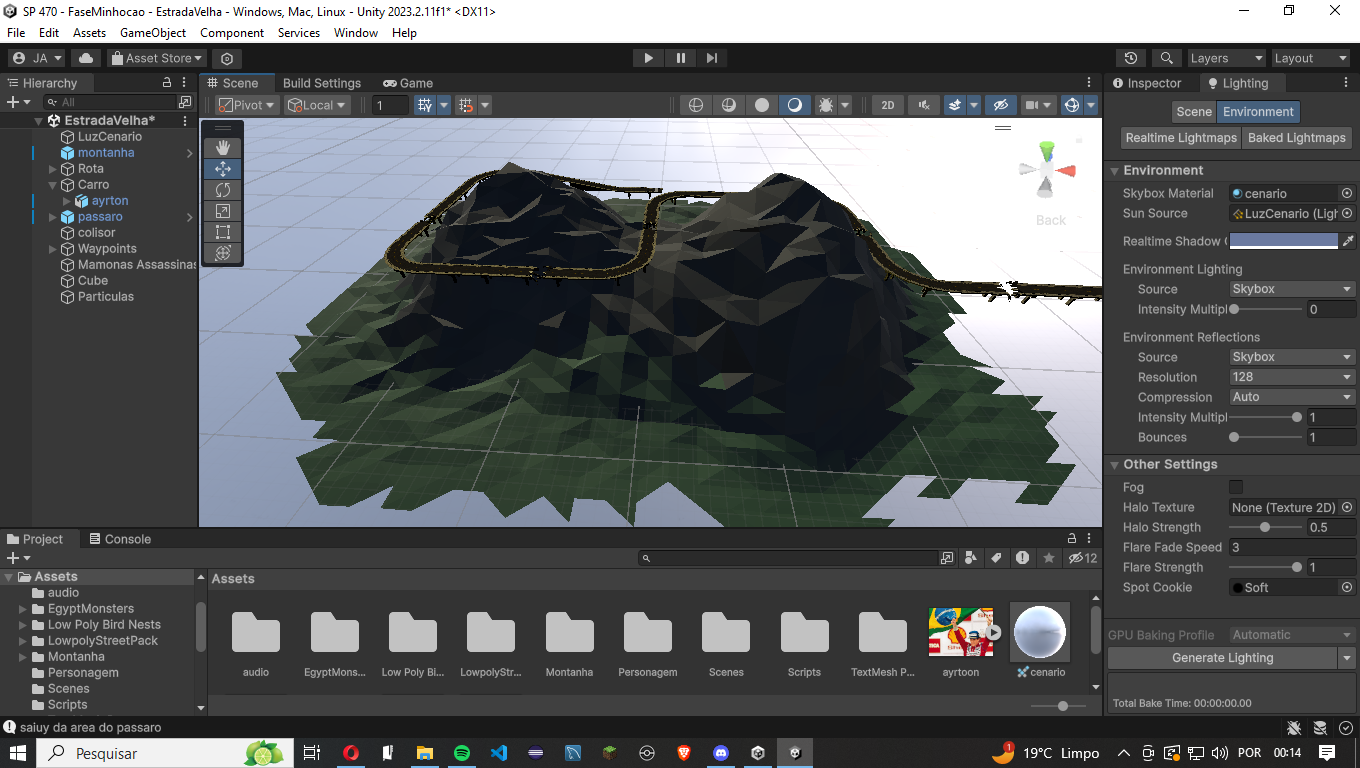 SP 470 - FaseMinhocao - EstradaVelha - Windows, Mac, Linux - Unity 2023.2.11f1* <DX11>
File Edit Assets GameObject Component Services Window Help
JA Asset Store Layers Layout
Hierarchy
All
EstradaVelha*
LuzCenario
montanha
Rota
Carro
ayrton
passaro
colisor
Waypoints
Mamonas Assassinas
Cube
Particulas
Scene Build Settings Game
Pivot Local 1 2D
Back
Inspector Lighting
Scene Environment
Realtime Lightmaps Baked Lightmaps
Environment
Skybox Material cenario
Sun Source LuzCenario (Ligh
Realtime Shadow C
Environment Lighting
Source Skybox
Intensity Multipl 0
Environment Reflections
Source Skybox
Resolution 128
Compression Auto
Intensity Multipl 1
Bounces 1
Other Settings
Fog
Halo Texture None (Texture 2D)
Halo Strength 0.5
Flare Fade Speed 3
Flare Strength 1
Spot Cookie Soft
GPU Baking Profile Automatic
Generate Lighting
Total Bake Time: 00:00:00.00
Project Console
12
Assets
audio
EgyptMonsters
Low Poly Bird Nests
LowpolyStreetPack
Montanha
Personagem
Scenes
Scripts
Assets
audio EgyptMons... Low Poly Bi... LowpolyStr... Montanha Personagem Scenes Scripts TextMesh P... ayrtoon cenario
saiuy da area do passaro
Pesquisar 1 19°C Limpo POR 00:14